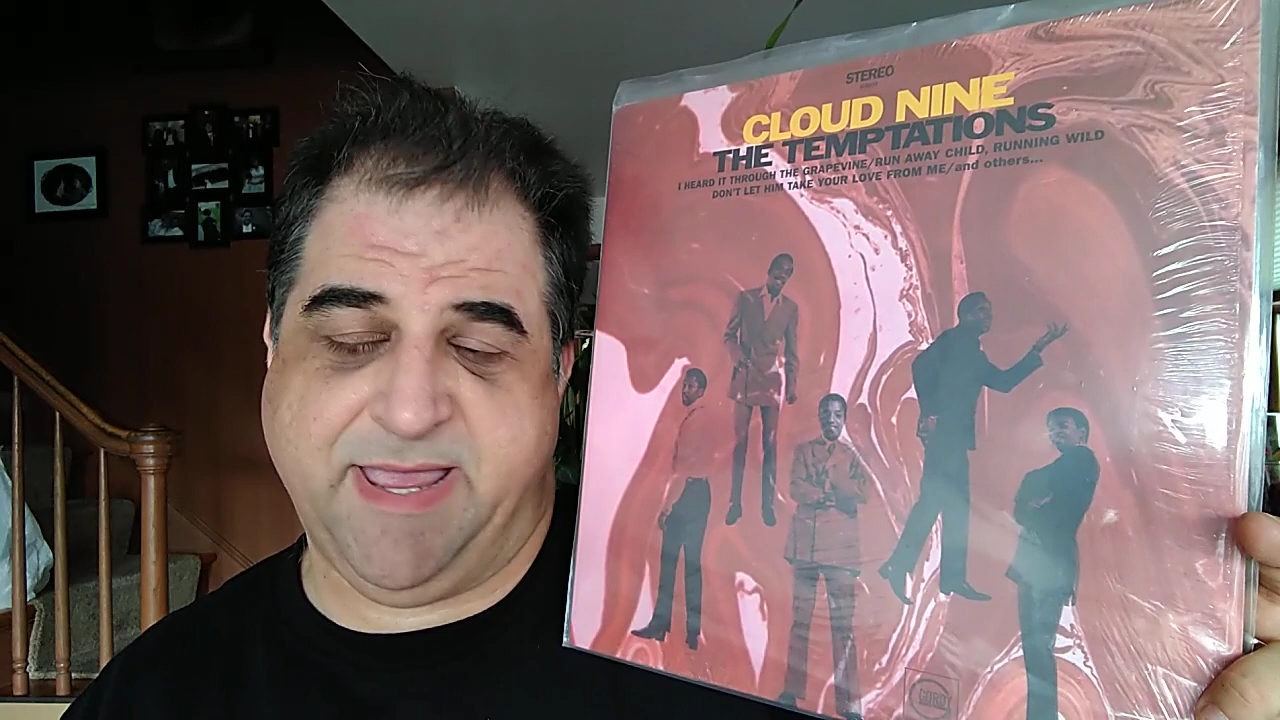 STEREO
CLOUD NINE
THE TEMPTATIONS
I HEARD IT THROUGH THE GRAPEVINE/RUN AWAY CHILD, RUNNING WILD
DON'T LET HIM TAKE YOUR LOVE FROM ME/and others...
GORDY